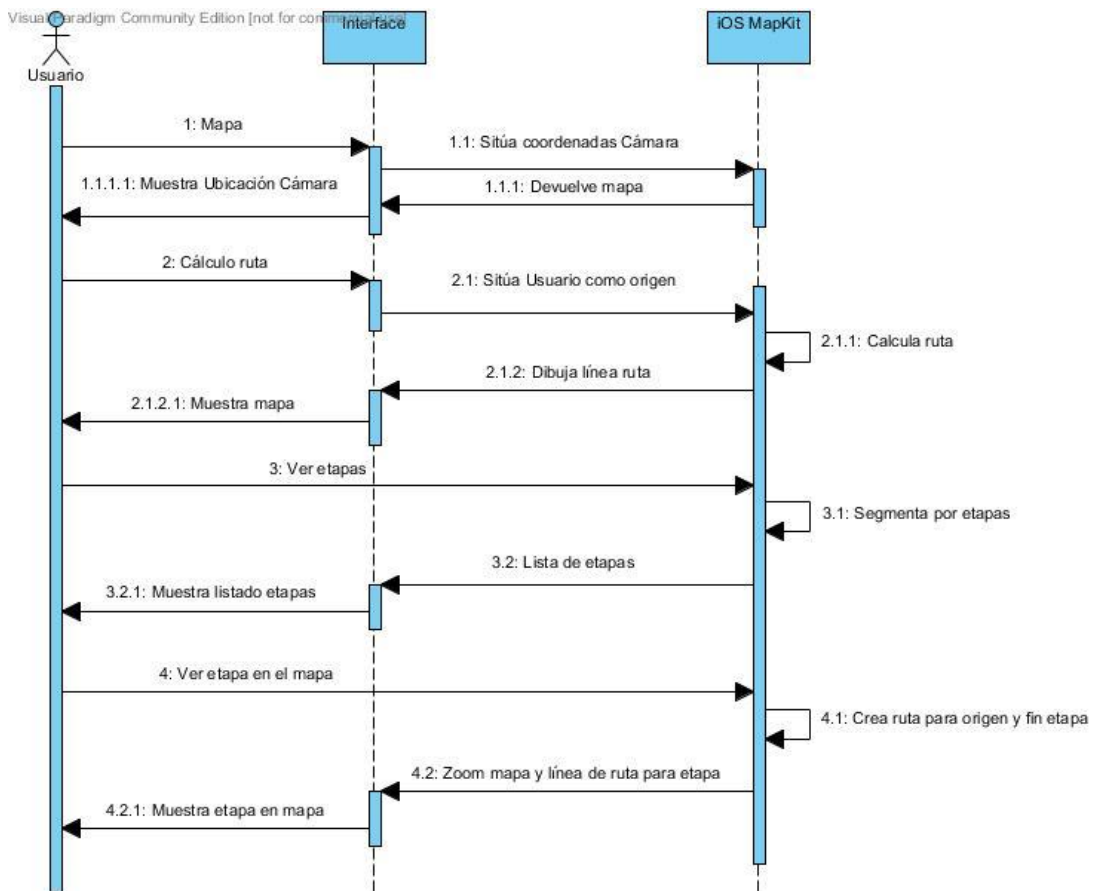 Visual Paradigm Community Edition [not for commercial use]
Usuario
Interface
iOS MapKit
1: Mapa
1.1: Sitúa coordenadas Cámara
1.1.1: Devuelve mapa
1.1.1.1: Muestra Ubicación Cámara
2: Cálculo ruta
2.1: Sitúa Usuario como origen
2.1.1: Calcula ruta
2.1.2: Dibuja línea ruta
2.1.2.1: Muestra mapa
3: Ver etapas
3.1: Segmenta por etapas
3.2: Lista de etapas
3.2.1: Muestra listado etapas
4: Ver etapa en el mapa
4.1: Crea ruta para origen y fin etapa
4.2: Zoom mapa y línea de ruta para etapa
4.2.1: Muestra etapa en mapa